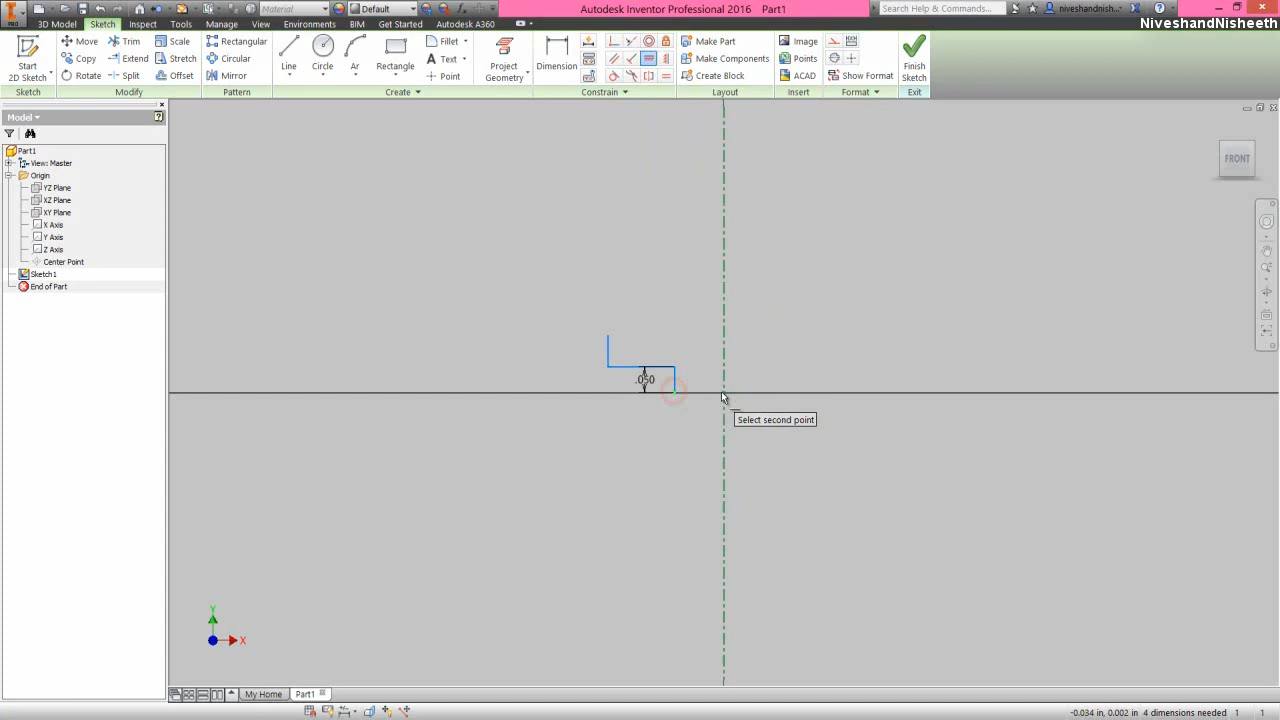 Material
Default
Autodesk Inventor Professional 2016 Part1
Search Help & Commands...
niveshandnish...
NiveshandNisheeth
PRO
3D Model
Sketch
Inspect
Tools
Manage
View
Environments
BIM
Get Started
Autodesk A360
Start
2D Sketch
Move
Trim
Scale
Copy
Stretch
Rotate
Split
Offset
Rectangular
Circular
Mirror
Line
Circle
Rectangle
Fillet
Text
Point
Project
Geometry
Dimension
Make Part
Make Components
Create Block
Image
Points
ACAD
Show Format
Finish
Sketch
Sketch
Modify
Pattern
Create
Constrain
Layout
Insert
Format
Exit
Model
Part1
View: Master
Origin
YZ Plane
XZ Plane
XY Plane
X Axis
Y Axis
Z Axis
Center Point
Sketch1
End of Part
FRONT
.050
Select second point
Y
X
My Home
Part1
-0.034 in, 0.002 in 4 dimensions needed 1 1